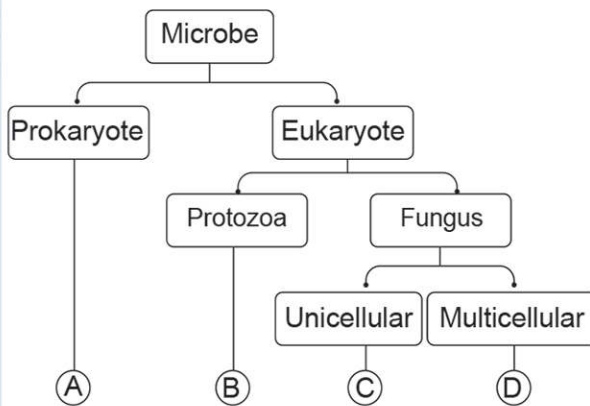 Microbe
Prokaryote
Eukaryote
Protozoa
Fungus
Unicellular
Multicellular
A
B
C
D